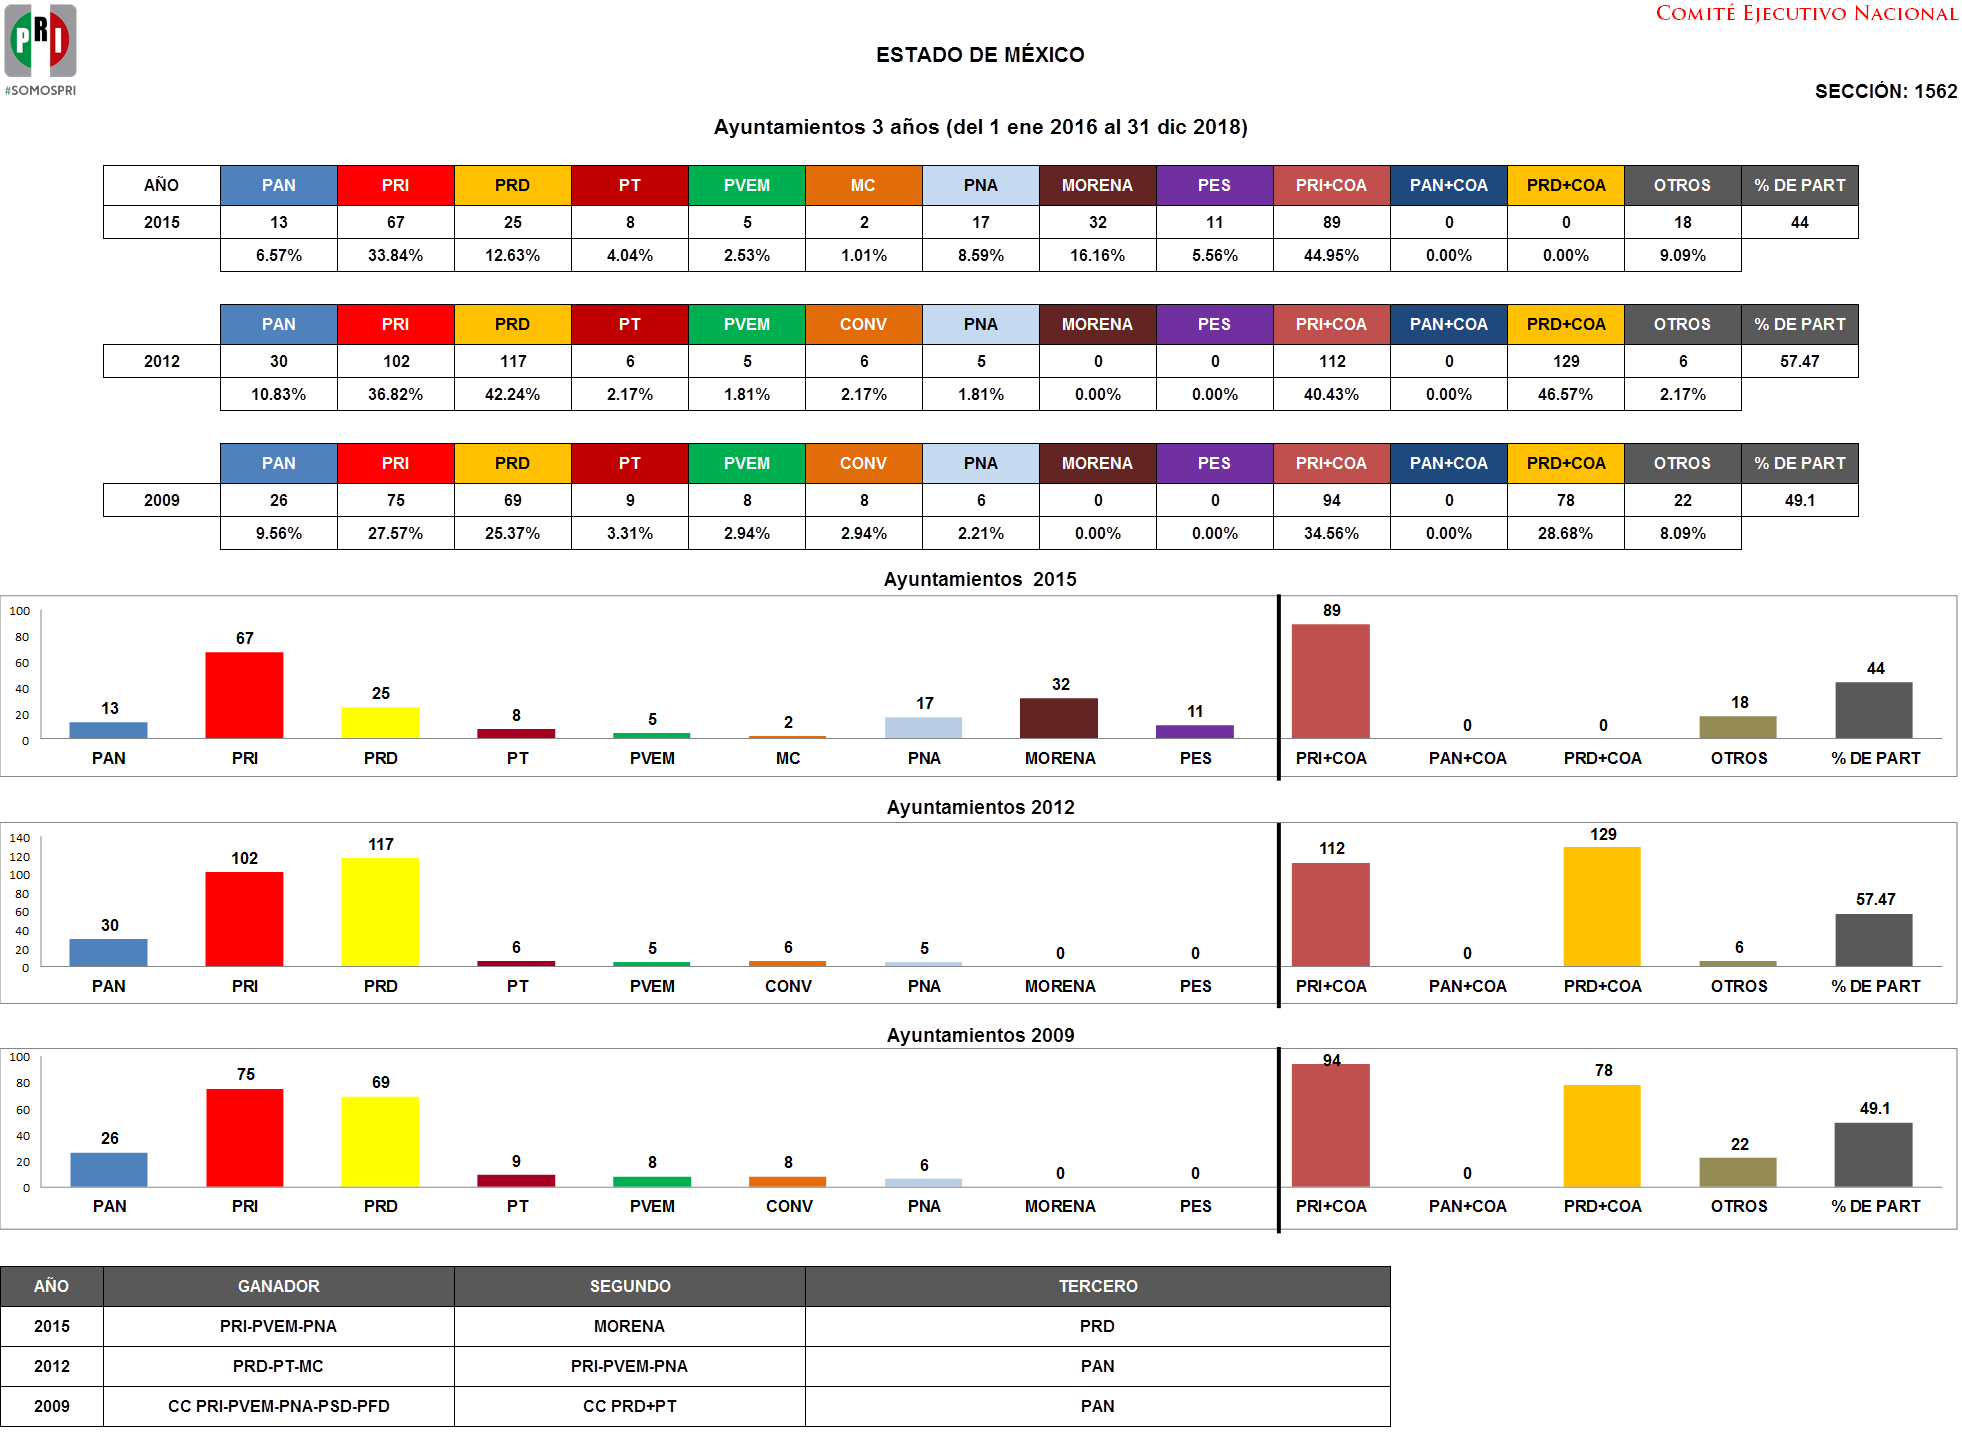 PRI
#SOMOSPRI
COMITÉ EJECUTIVO NACIONAL
ESTADO DE MÉXICO
SECCIÓN: 1562
Ayuntamientos 3 años (del 1 ene 2016 al 31 dic 2018)
AÑO PAN PRI PRD PT PVEM MC PNA MORENA PES PRI+COA PAN+COA PRD+COA OTROS % DE PART
2015 13 67 25 8 5 2 17 32 11 89 0 0 18 44
6.57% 33.84% 12.63% 4.04% 2.53% 1.01% 8.59% 16.16% 5.56% 44.95% 0.00% 0.00% 9.09%
PAN PRI PRD PT PVEM CONV PNA MORENA PES PRI+COA PAN+COA PRD+COA OTROS % DE PART
2012 30 102 117 6 5 6 5 0 0 112 0 129 6 57.47
10.83% 36.82% 42.24% 2.17% 1.81% 2.17% 1.81% 0.00% 0.00% 40.43% 0.00% 46.57% 2.17%
PAN PRI PRD PT PVEM CONV PNA MORENA PES PRI+COA PAN+COA PRD+COA OTROS % DE PART
2009 26 75 69 9 8 8 6 0 0 94 0 78 22 49.1
9.56% 27.57% 25.37% 3.31% 2.94% 2.94% 2.21% 0.00% 0.00% 34.56% 0.00% 28.68% 8.09%
Ayuntamientos 2015
100
80
60
40
20
0
13 67 25 8 5 2 17 32 11 89 0 0 18 44
PAN PRI PRD PT PVEM MC PNA MORENA PES PRI+COA PAN+COA PRD+COA OTROS % DE PART
Ayuntamientos 2012
140
120
100
80
60
40
20
0
30 102 117 6 5 6 5 0 0 112 0 129 6 57.47
PAN PRI PRD PT PVEM CONV PNA MORENA PES PRI+COA PAN+COA PRD+COA OTROS % DE PART
Ayuntamientos 2009
100
80
60
40
20
0
26 75 69 9 8 8 6 0 0 94 0 78 22 49.1
PAN PRI PRD PT PVEM CONV PNA MORENA PES PRI+COA PAN+COA PRD+COA OTROS % DE PART
AÑO GANADOR SEGUNDO TERCERO
2015 PRI-PVEM-PNA MORENA PRD
2012 PRD-PT-MC PRI-PVEM-PNA PAN
2009 CC PRI-PVEM-PNA-PSD-PFD CC PRD+PT PAN